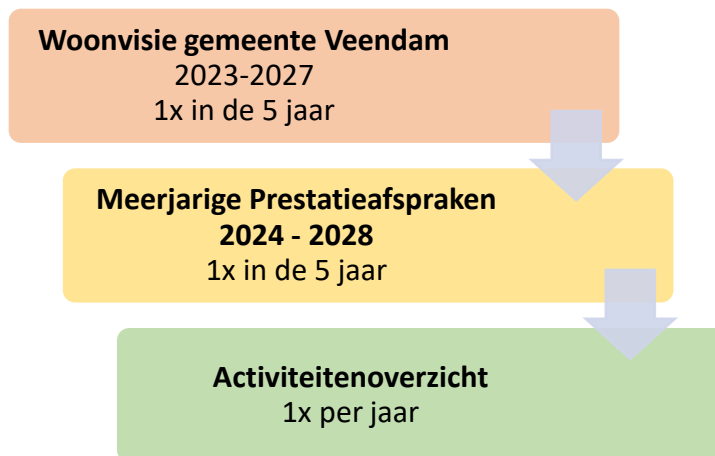 Woonvisie gemeente Veendam
2023-2027
1x in de 5 jaar
Meerjarige Prestatieafspraken
2024 - 2028
1x in de 5 jaar
Activiteitenoverzicht
1x per jaar